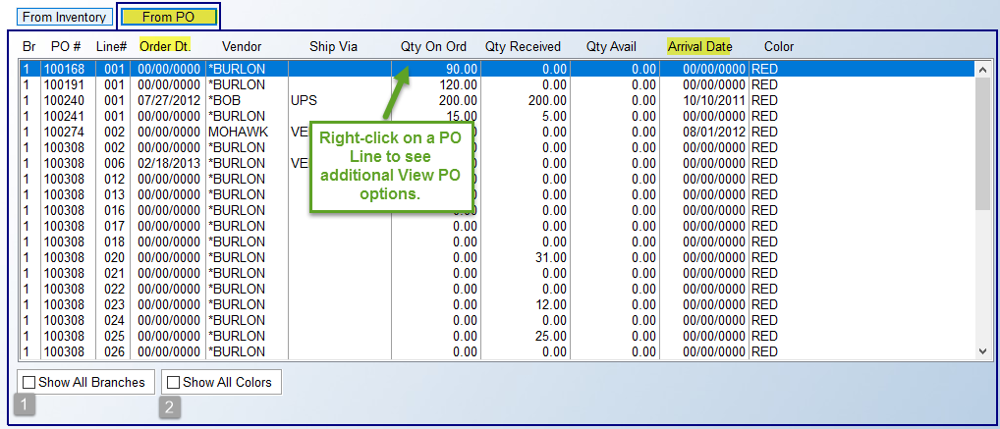 From Inventory From PO
Br PO # Line# Order Dt. Vendor Ship Via Qty On Ord Qty Received Qty Avail Arrival Date Color
1 100168 001 00/00/0000 *BURLON 90.00 0.00 0.00 00/00/0000 RED
1 100191 001 00/00/0000 *BURLON 120.00 0.00 0.00 00/00/0000 RED
1 100240 001 07/27/2012 *BOB UPS 200.00 200.00 0.00 10/10/2011 RED
1 100241 001 00/00/0000 *BURLON 15.00 5.00 0.00 00/00/0000 RED
1 100274 002 MOHAWK 0.00 0.00 08/01/2012 RED
1 100308 002 00/00/0000 *BURLON 0.00 0.00 00/00/0000 RED
1 100308 006 02/18/2013 *BURLON 0.00 0.00 00/00/0000 RED
1 100308 012 00/00/0000 *BURLON 0.00 0.00 00/00/0000 RED
1 100308 013 00/00/0000 *BURLON 0.00 0.00 00/00/0000 RED
1 100308 016 00/00/0000 *BURLON 0.00 0.00 0.00 00/00/0000 RED
1 100308 017 00/00/0000 *BURLON 0.00 0.00 0.00 00/00/0000 RED
1 100308 018 00/00/0000 *BURLON 0.00 0.00 0.00 00/00/0000 RED
1 100308 020 00/00/0000 *BURLON 0.00 31.00 0.00 00/00/0000 RED
1 100308 021 00/00/0000 *BURLON 0.00 0.00 0.00 00/00/0000 RED
1 100308 022 00/00/0000 *BURLON 0.00 0.00 0.00 00/00/0000 RED
1 100308 023 00/00/0000 *BURLON 0.00 12.00 0.00 00/00/0000 RED
1 100308 024 00/00/0000 *BURLON 0.00 0.00 0.00 00/00/0000 RED
1 100308 025 00/00/0000 *BURLON 0.00 25.00 0.00 00/00/0000 RED
1 100308 026 00/00/0000 *BURLON 0.00 0.00 0.00 00/00/0000 RED
Right-click on a PO
Line to see
additional View PO
options.
Show All Branches Show All Colors
1 2